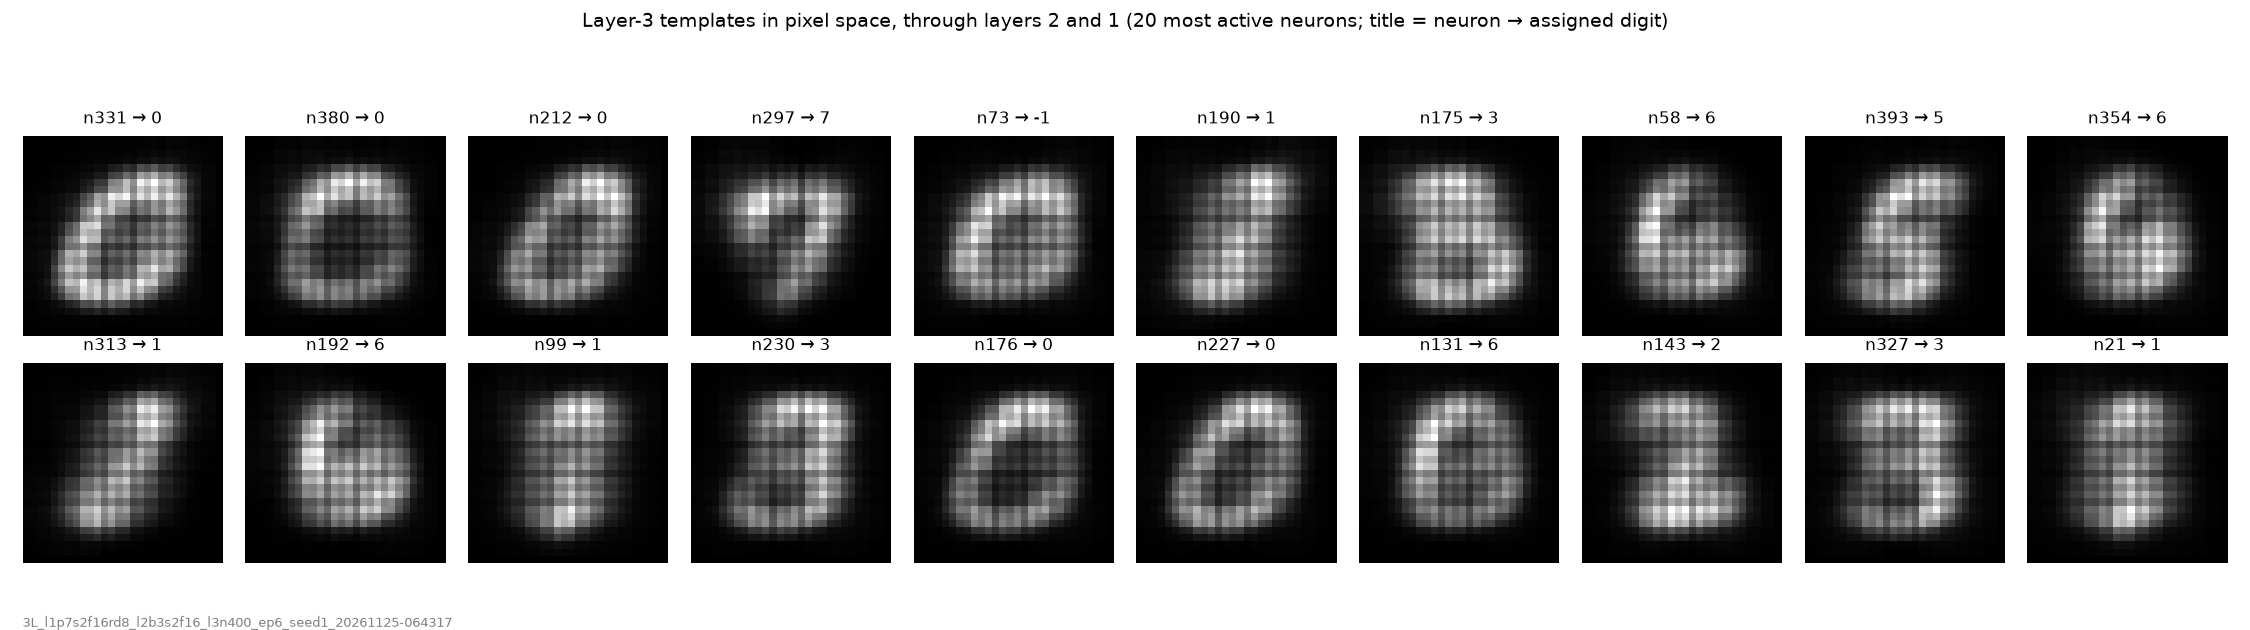 Layer-3 templates in pixel space, through layers 2 and 1 (20 most active neurons; title = neuron → assigned digit)
n331 → 0 n380 → 0 n212 → 0 n297 → 7 n73 → -1 n190 → 1 n175 → 3 n58 → 6 n393 → 5 n354 → 6
n313 → 1 n192 → 6 n99 → 1 n230 → 3 n176 → 0 n227 → 0 n131 → 6 n143 → 2 n327 → 3 n21 → 1
3L_l1p7s2f16rd8_l2b3s2f16_l3n400_ep6_seed1_20261125-064317